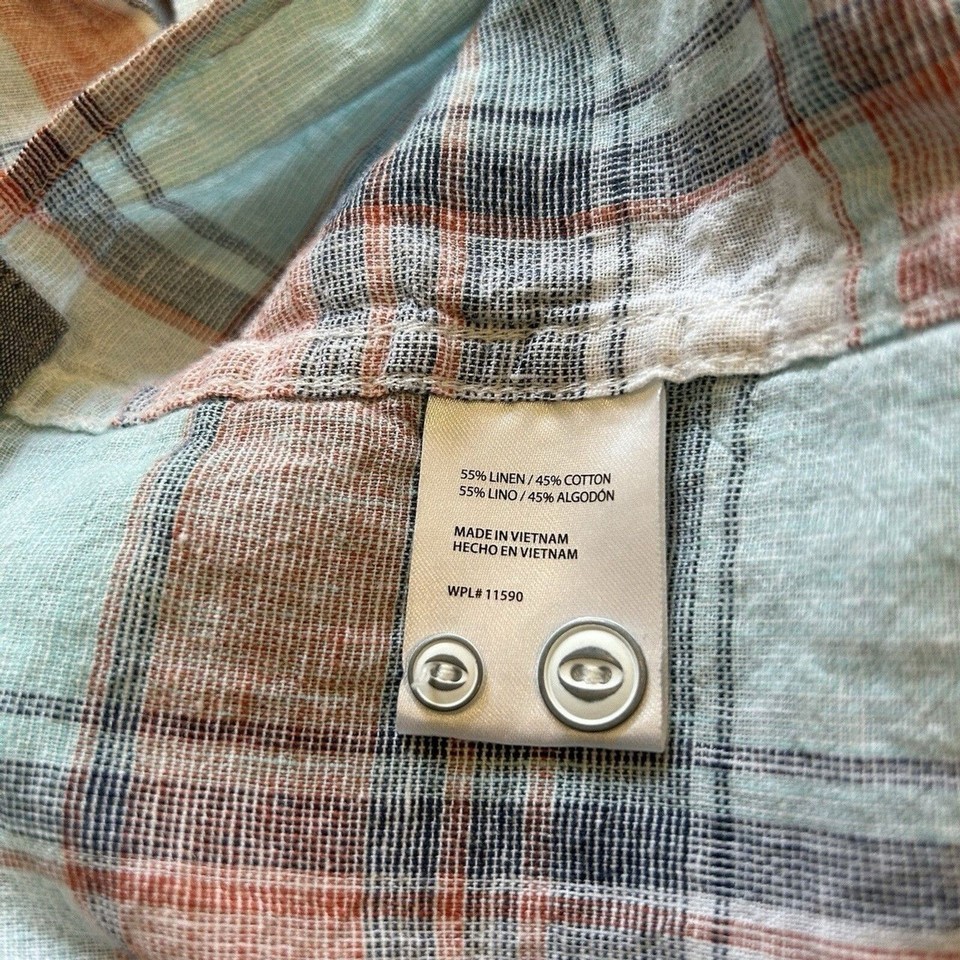 55% LINEN / 45% COTTON
55% LINO / 45% ALGODÓN
MADE IN VIETNAM
HECHO EN VIETNAM
WPL# 11590